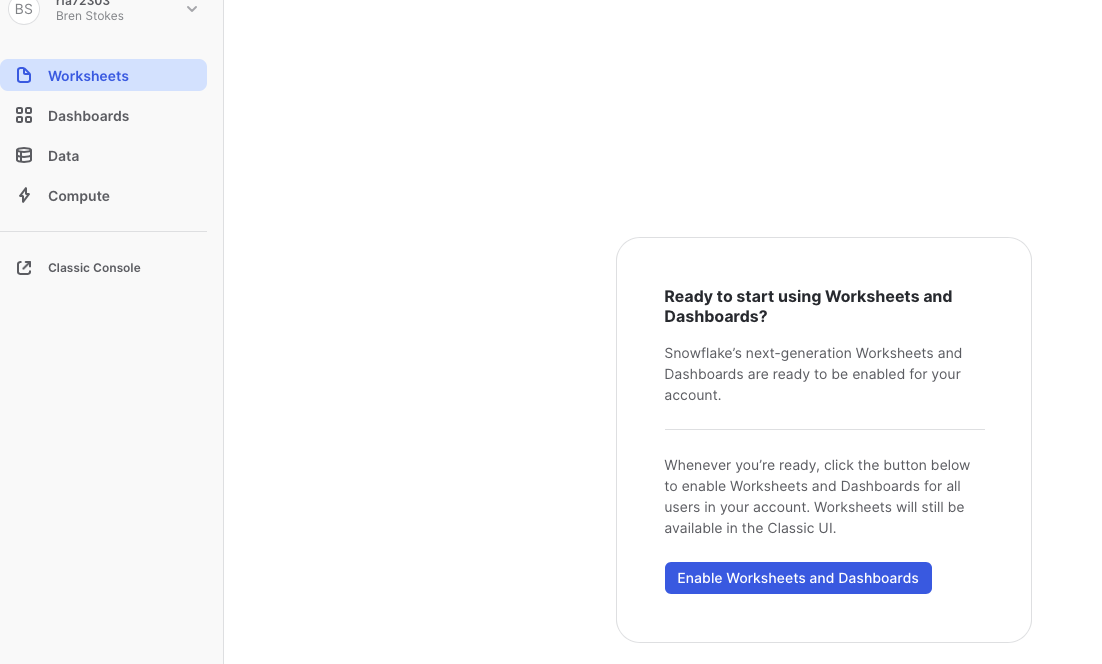 BS
Bren Stokes
Worksheets
Dashboards
Data
Compute
Classic Console
Ready to start using Worksheets and
Dashboards?
Snowflake’s next-generation Worksheets and
Dashboards are ready to be enabled for your
account.
Whenever you’re ready, click the button below
to enable Worksheets and Dashboards for all
users in your account. Worksheets will still be
available in the Classic UI.
Enable Worksheets and Dashboards